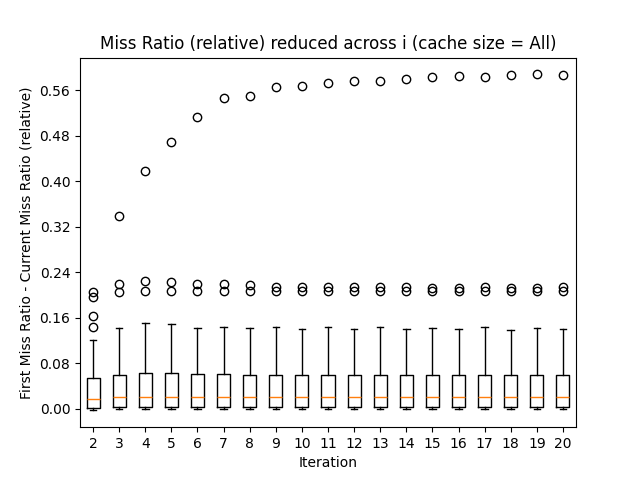 Miss Ratio (relative) reduced across i (cache size = All)
First Miss Ratio - Current Miss Ratio (relative)
0.56
0.48
0.40
0.32
0.24
0.16
0.08
0.00
2 3 4 5 6 7 8 9 10 11 12 13 14 15 16 17 18 19 20
Iteration